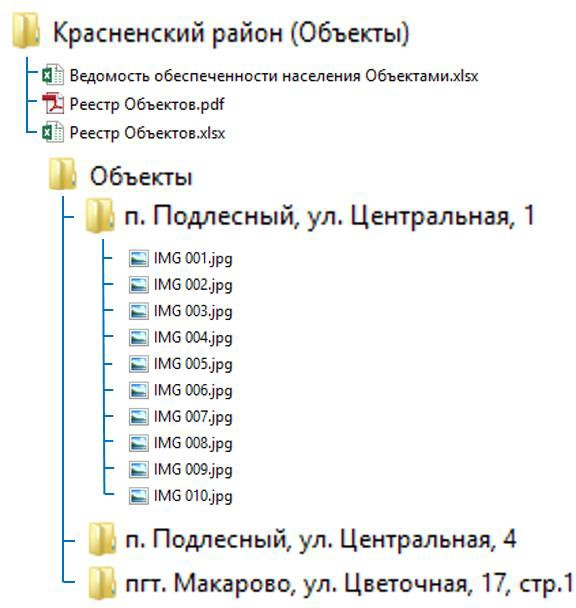 Красненский район (Объекты)
Ведомость обеспеченности населения Объектами.xlsx
Реестр Объектов.pdf
Реестр Объектов.xlsx
Объекты
п. Подлесный, ул. Центральная, 1
IMG 001.jpg
IMG 002.jpg
IMG 003.jpg
IMG 004.jpg
IMG 005.jpg
IMG 006.jpg
IMG 007.jpg
IMG 008.jpg
IMG 009.jpg
IMG 010.jpg
п. Подлесный, ул. Центральная, 4
пгт. Макарово, ул. Цветочная, 17, стр.1